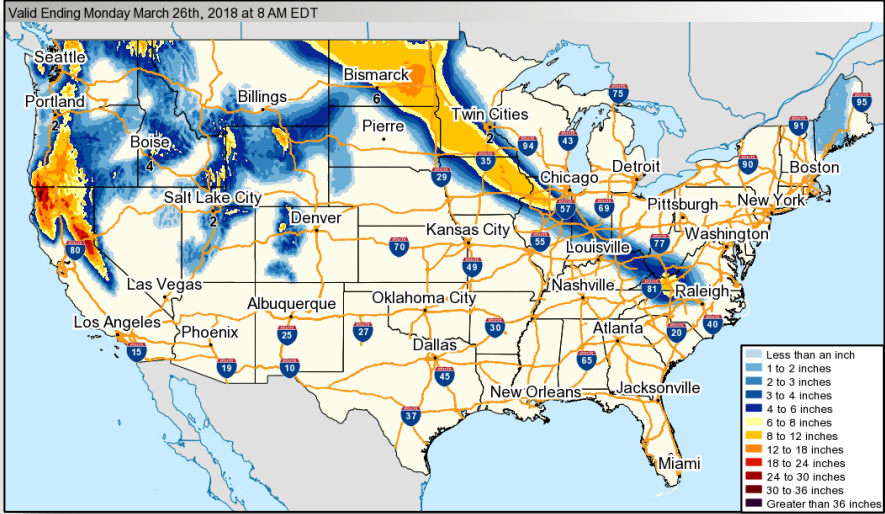 Valid Ending Monday March 26th, 2018 at 8 AM EDT
Seattle
Portland
2
Boise
4
Billings
Bismarck
6
Pierre
Twin Cities
2
Salt Lake City
2
Denver
Las Vegas
Los Angeles
Phoenix
Albuquerque
Kansas City
Oklahoma City
Dallas
Chicago
Detroit
Louisville
Nashville
Atlanta
New Orleans
Jacksonville
Miami
Raleigh
Washington
Pittsburgh
New York
Boston
75
95
91
90
94
43
35
29
57
69
55
77
80
70
49
81
40
20
25
27
30
65
15
19
10
45
37
Less than an inch
1 to 2 inches
2 to 3 inches
3 to 4 inches
4 to 6 inches
6 to 8 inches
8 to 12 inches
12 to 18 inches
18 to 24 inches
24 to 30 inches
30 to 36 inches
Greater than 36 inches